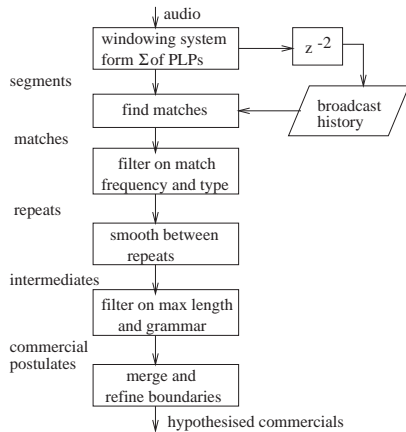 audio
windowing system
form Σ of PLPs
z -2
segments
find matches
broadcast
history
matches
filter on match
frequency and type
repeats
smooth between
repeats
intermediates
filter on max length
and grammar
commercial
postulates
merge and
refine boundaries
hypothesised commercials